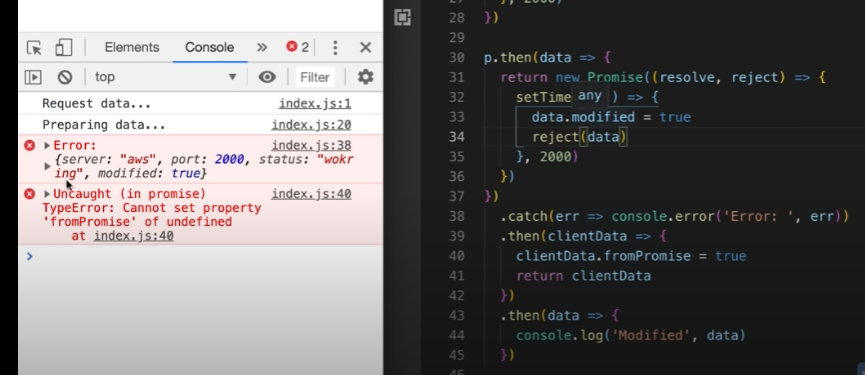 Elements Console » 2
top Filter
Request data... index.js:1
Preparing data... index.js:20
Error: index.js:38
{server: "aws", port: 2000, status: "wokr
ing", modified: true}
Uncaught (in promise) index.js:40
TypeError: Cannot set property
'fromPromise' of undefined
at index.js:40
>
28 })
29
30 p.then(data => {
31 return new Promise((resolve, reject) => {
32 setTime any ) => {
33 data.modified = true
34 reject(data)
35 }, 2000)
36 })
37 })
38 .catch(err => console.error('Error: ', err))
39 .then(clientData => {
40 clientData.fromPromise = true
41 return clientData
42 })
43 .then(data => {
44 console.log('Modified', data)
45 })